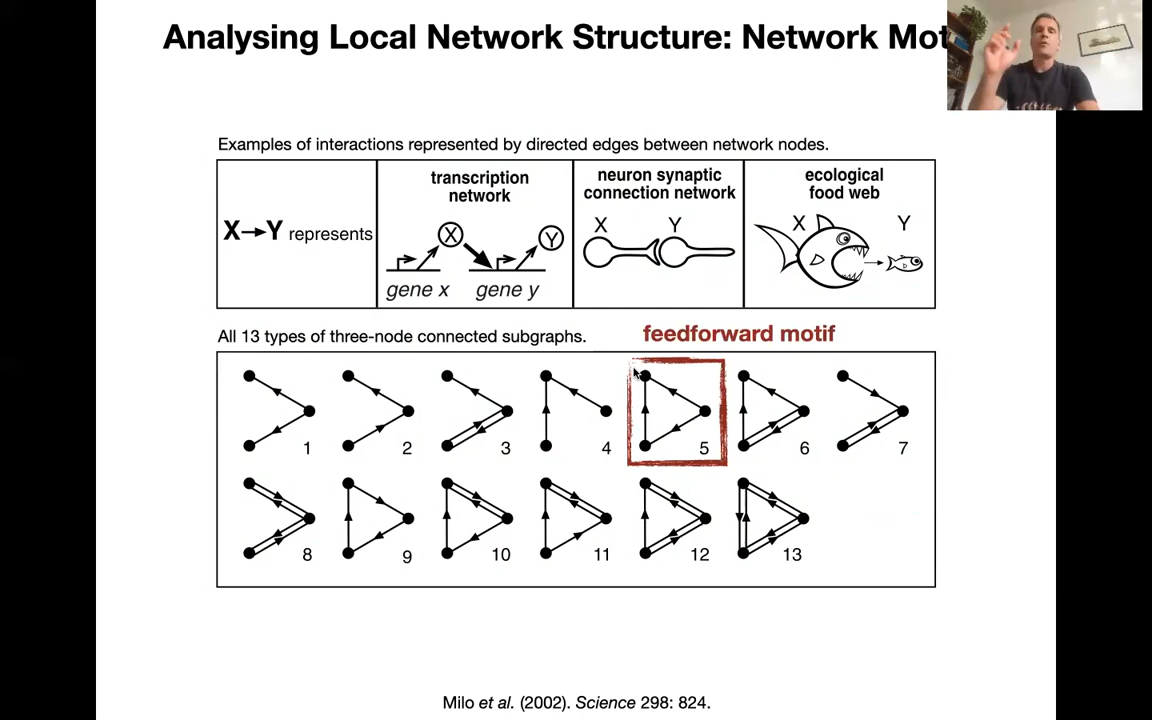 Analysing Local Network Structure: Network Mot
Examples of interactions represented by directed edges between network nodes.
X→Y represents
transcription
network
X
Y
gene x gene y
neuron synaptic
connection network
X Y
ecological
food web
X Y
All 13 types of three-node connected subgraphs.
feedforward motif
1 2 3 4 5 6 7
8 9 10 11 12 13
Milo et al. (2002). Science 298: 824.